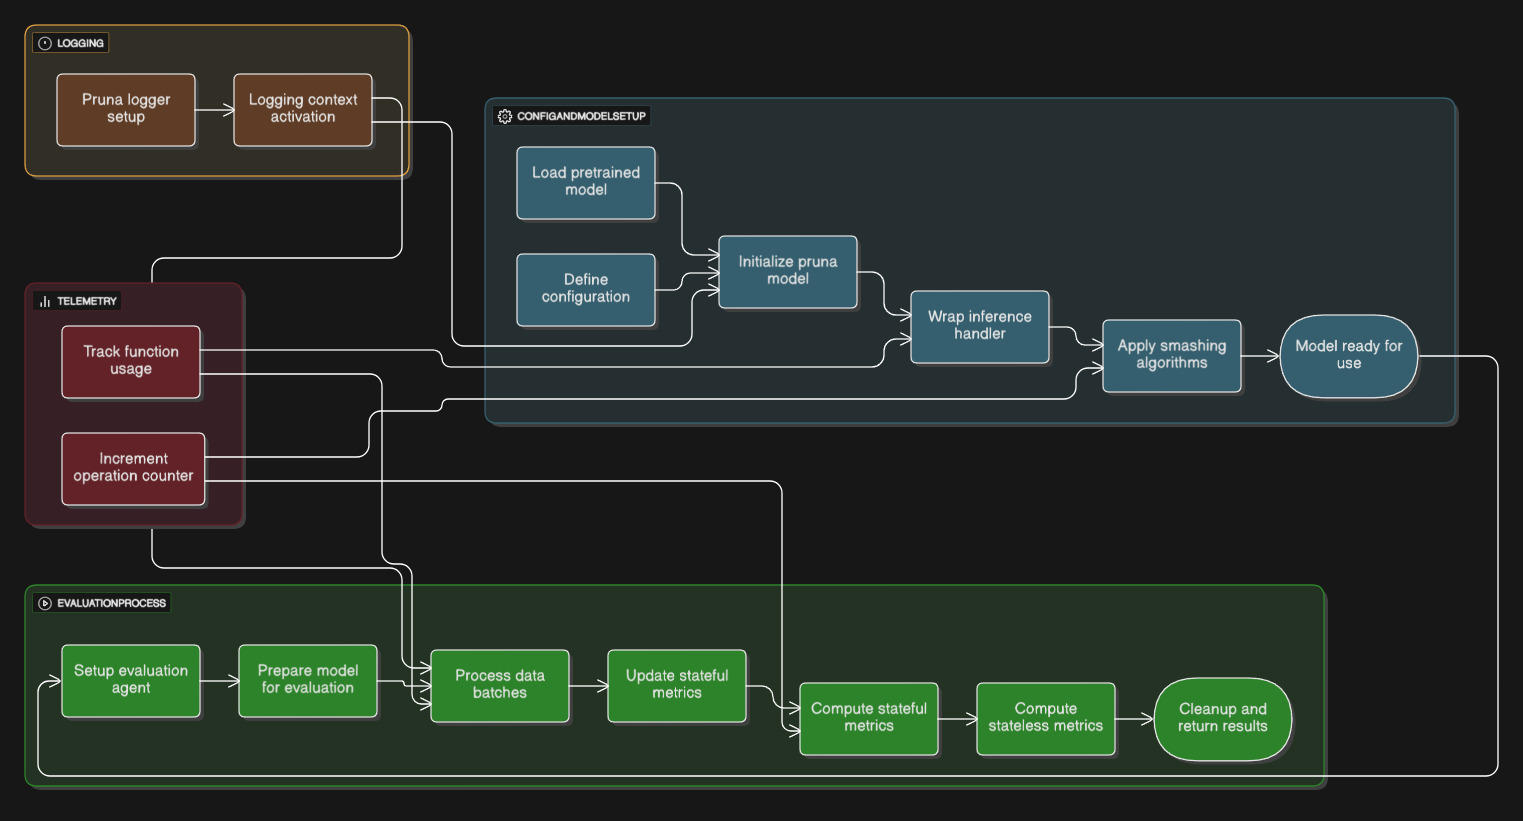 LOGGING
Pruna logger
setup
Logging context
activation
CONFIGANDMODELSETUP
Load pretrained
model
Define
configuration
Initialize pruna
model
Wrap inference
handler
Apply smashing
algorithms
Model ready for
use
TELEMETRY
Track function
usage
Increment
operation counter
EVALUATIONPROCESS
Setup evaluation
agent
Prepare model
for evaluation
Process data
batches
Update stateful
metrics
Compute stateful
metrics
Compute
stateless metrics
Cleanup and
return results